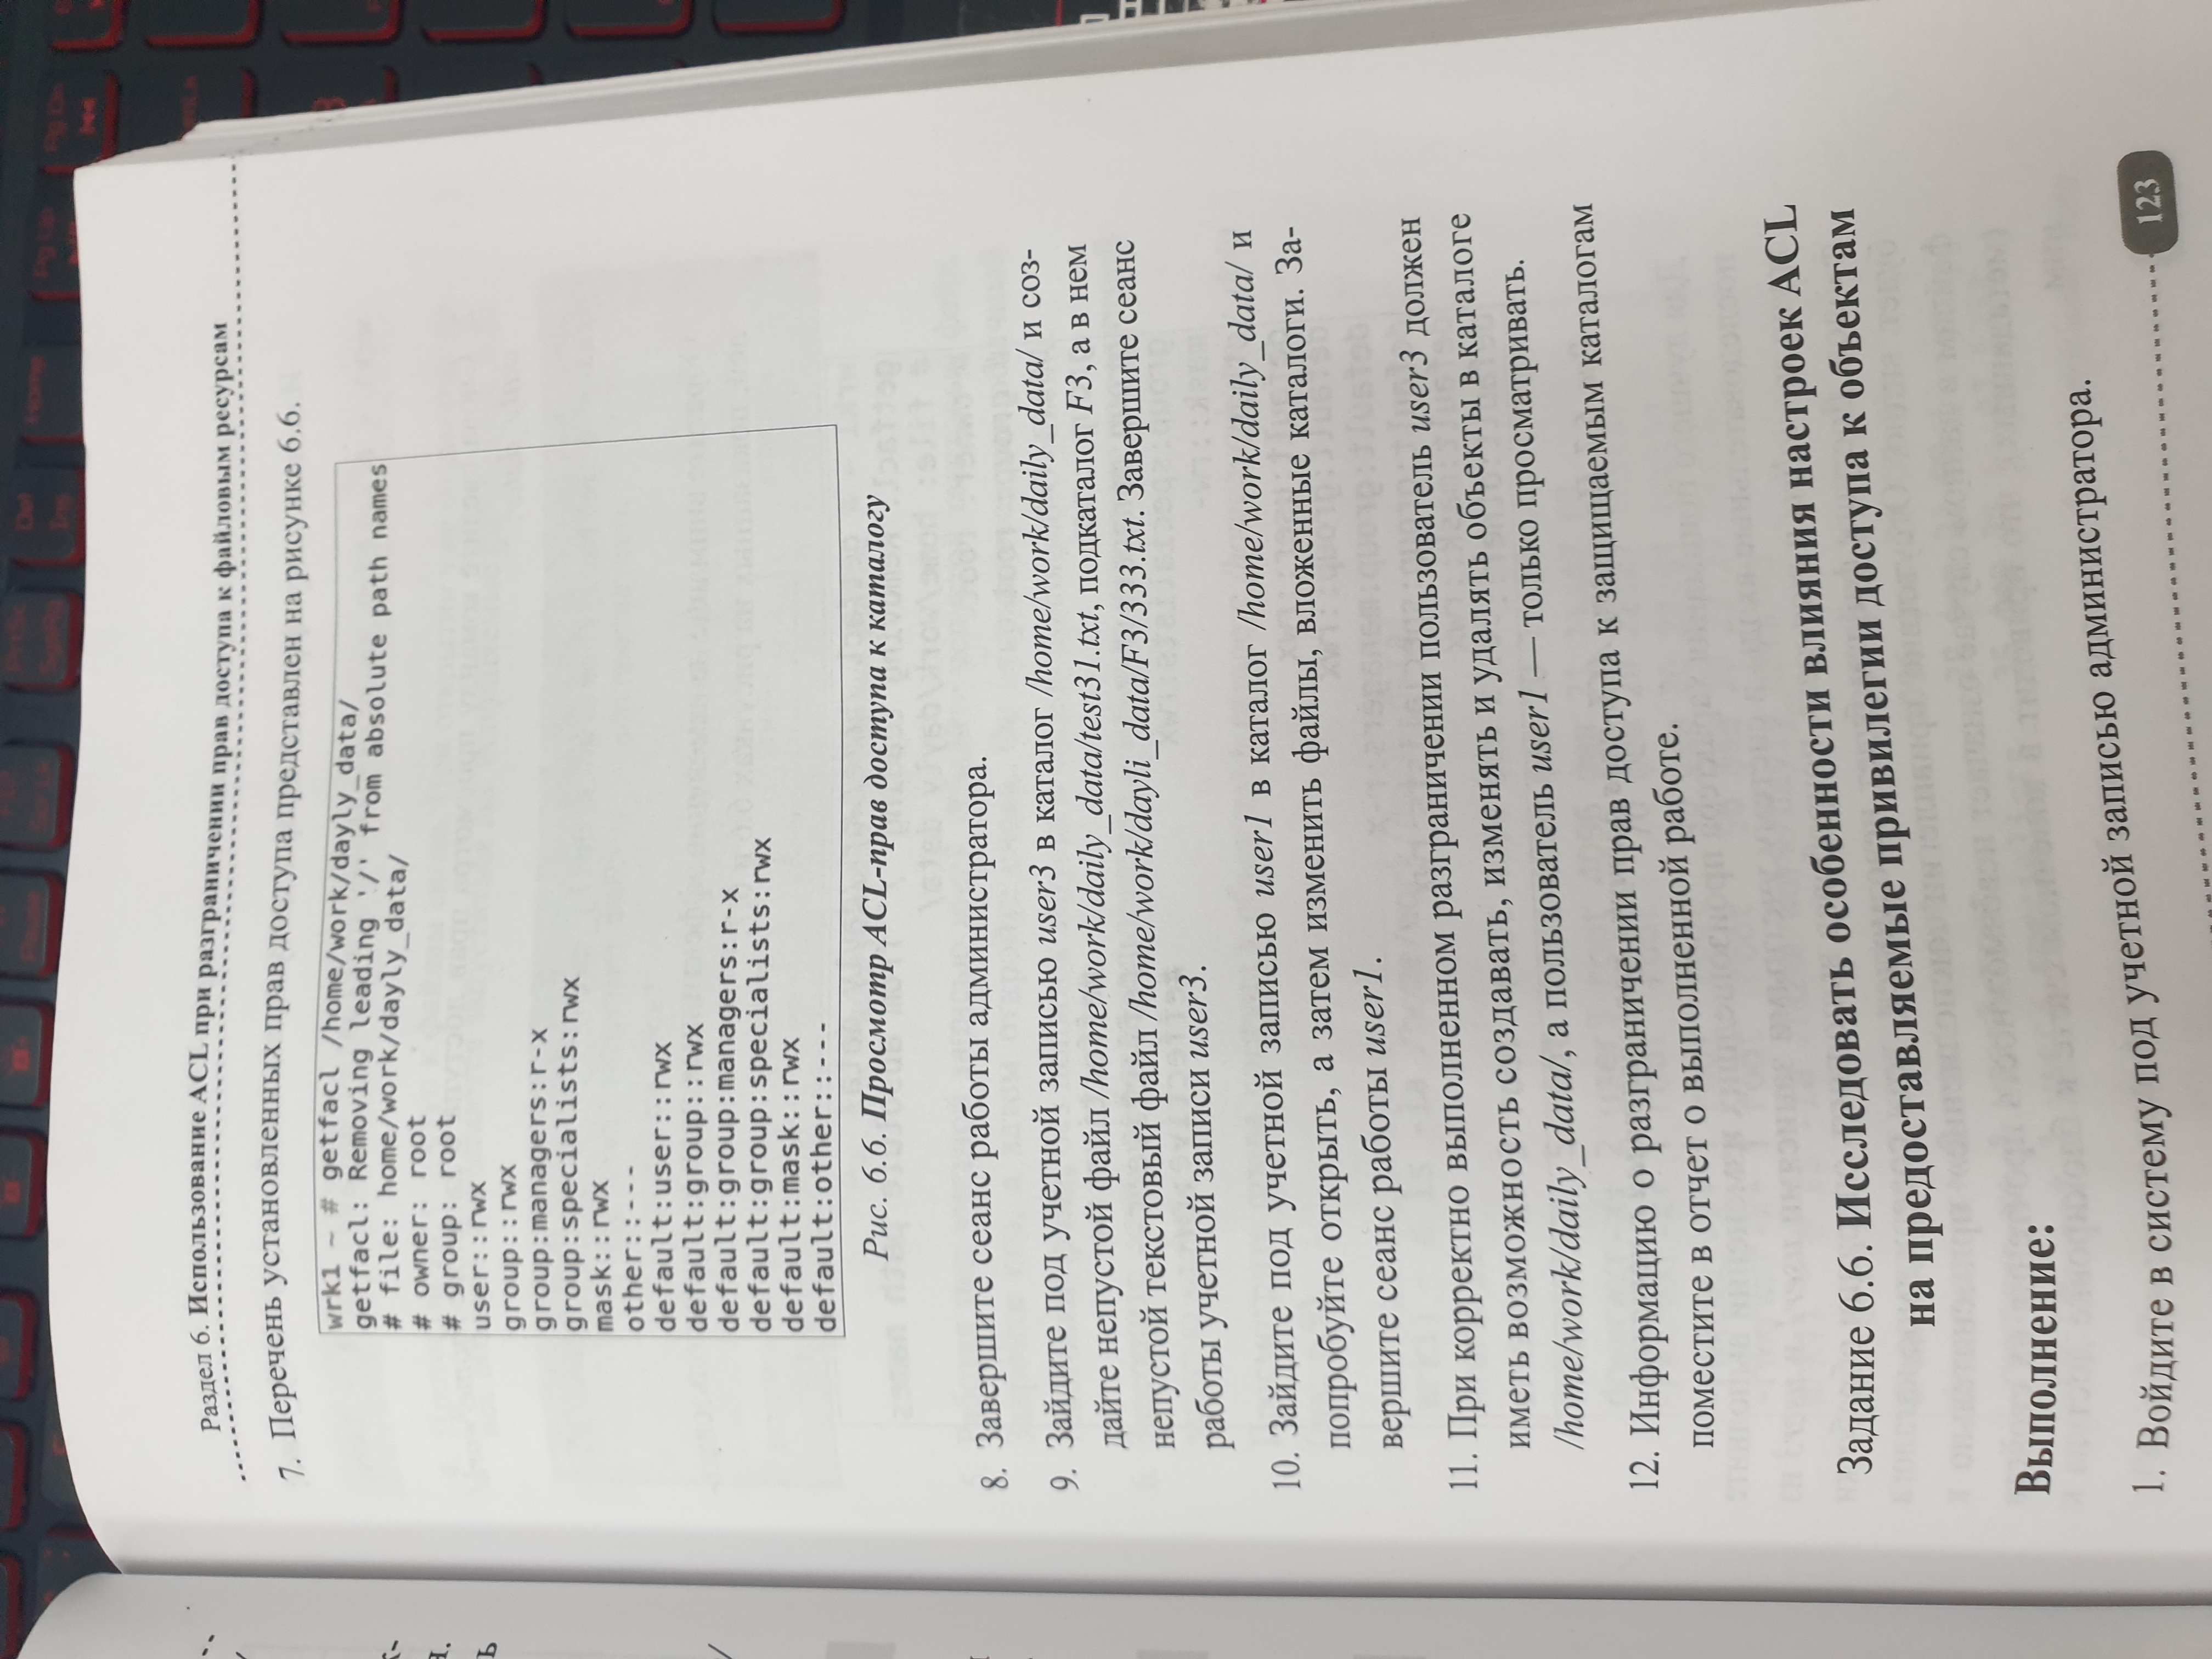 Раздел 6. Использование ACL при разграничении прав доступа к файловым ресурсам
7. Перечень установленных прав доступа представлен на рисунке 6.6.
wrk1 ~ # getfacl /home/work/dayly_data/
getfacl: Removing leading '/' from absolute path names
# file: home/work/dayly_data/
# owner: root
# group: root
user::rwx
group::rwx
group:managers:r-x
group:specialists:rwx
mask::rwx
other::---
default:user::rwx
default:group::rwx
default:group:managers:r-x
default:group:specialists:rwx
default:mask::rwx
default:other::---
Рис. 6.6. Просмотр ACL-прав доступа к каталогу
8. Завершите сеанс работы администратора.
9. Зайдите под учетной записью user3 в каталог /home/work/daily_data/ и соз-
дайте непустой файл /home/work/daily_data/test31.txt, подкаталог F3, а в нем
непустой текстовый файл /home/work/dayli_data/F3/333.txt. Завершите сеанс
работы учетной записи user3.
10. Зайдите под учетной записью user1 в каталог /home/work/daily_data/ и
попробуйте открыть, а затем изменить файлы, вложенные каталоги. За-
вершите сеанс работы user1.
11. При корректно выполненном разграничении пользователь user3 должен
иметь возможность создавать, изменять и удалять объекты в каталоге
/home/work/daily_data/, а пользователь user1 — только просматривать.
12. Информацию о разграничении прав доступа к защищаемым каталогам
поместите в отчет о выполненной работе.
Задание 6.6. Исследовать особенности влияния настроек ACL
на предоставляемые привилегии доступа к объектам
Выполнение:
1. Войдите в систему под учетной записью администратора.
123